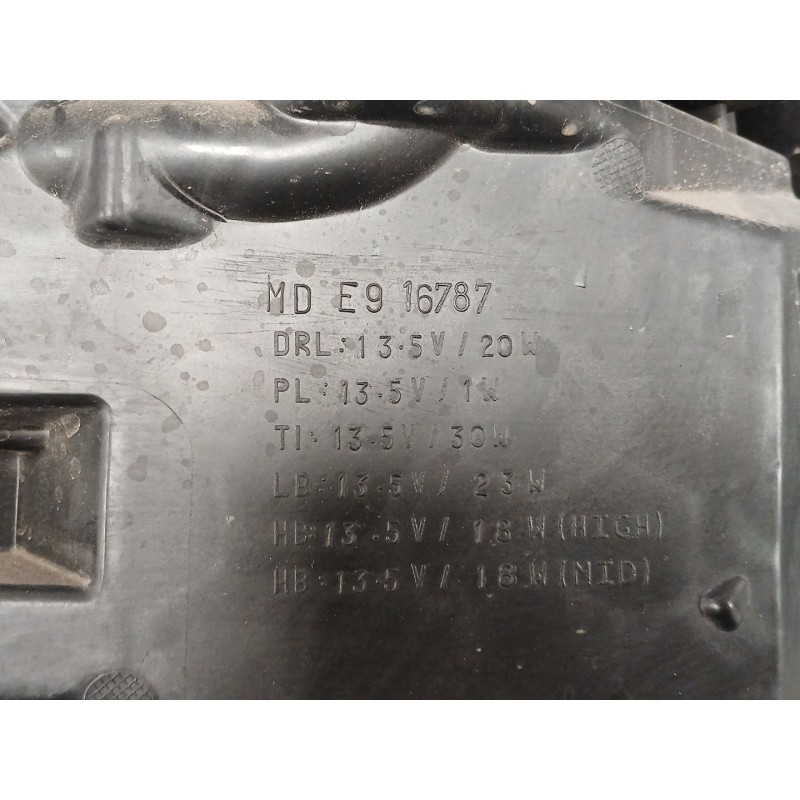 MD E9 16787
DRL:13.5V/20W
PL:13.5V/1W
TI:13.5V/30W
LB:13.5V/23W
HB:13.5V/18W(HIGH)
HB:13.5V/18W(MID)